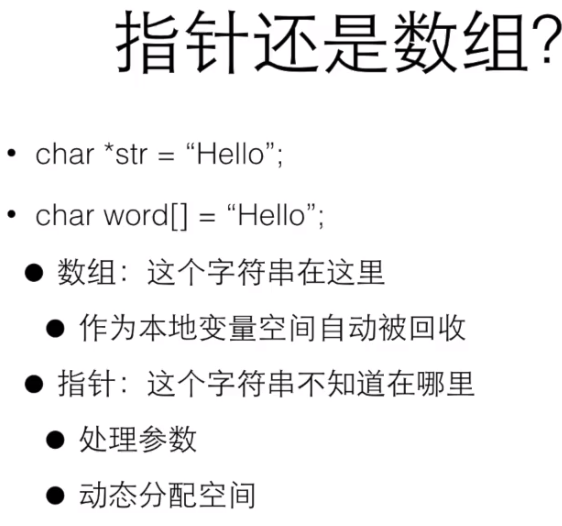 指针还是数组?
• char *str = “Hello”;
• char word[] = “Hello”;
● 数组：这个字符串在这里
● 作为本地变量空间自动被回收
● 指针：这个字符串不知道在哪里
● 处理参数
● 动态分配空间